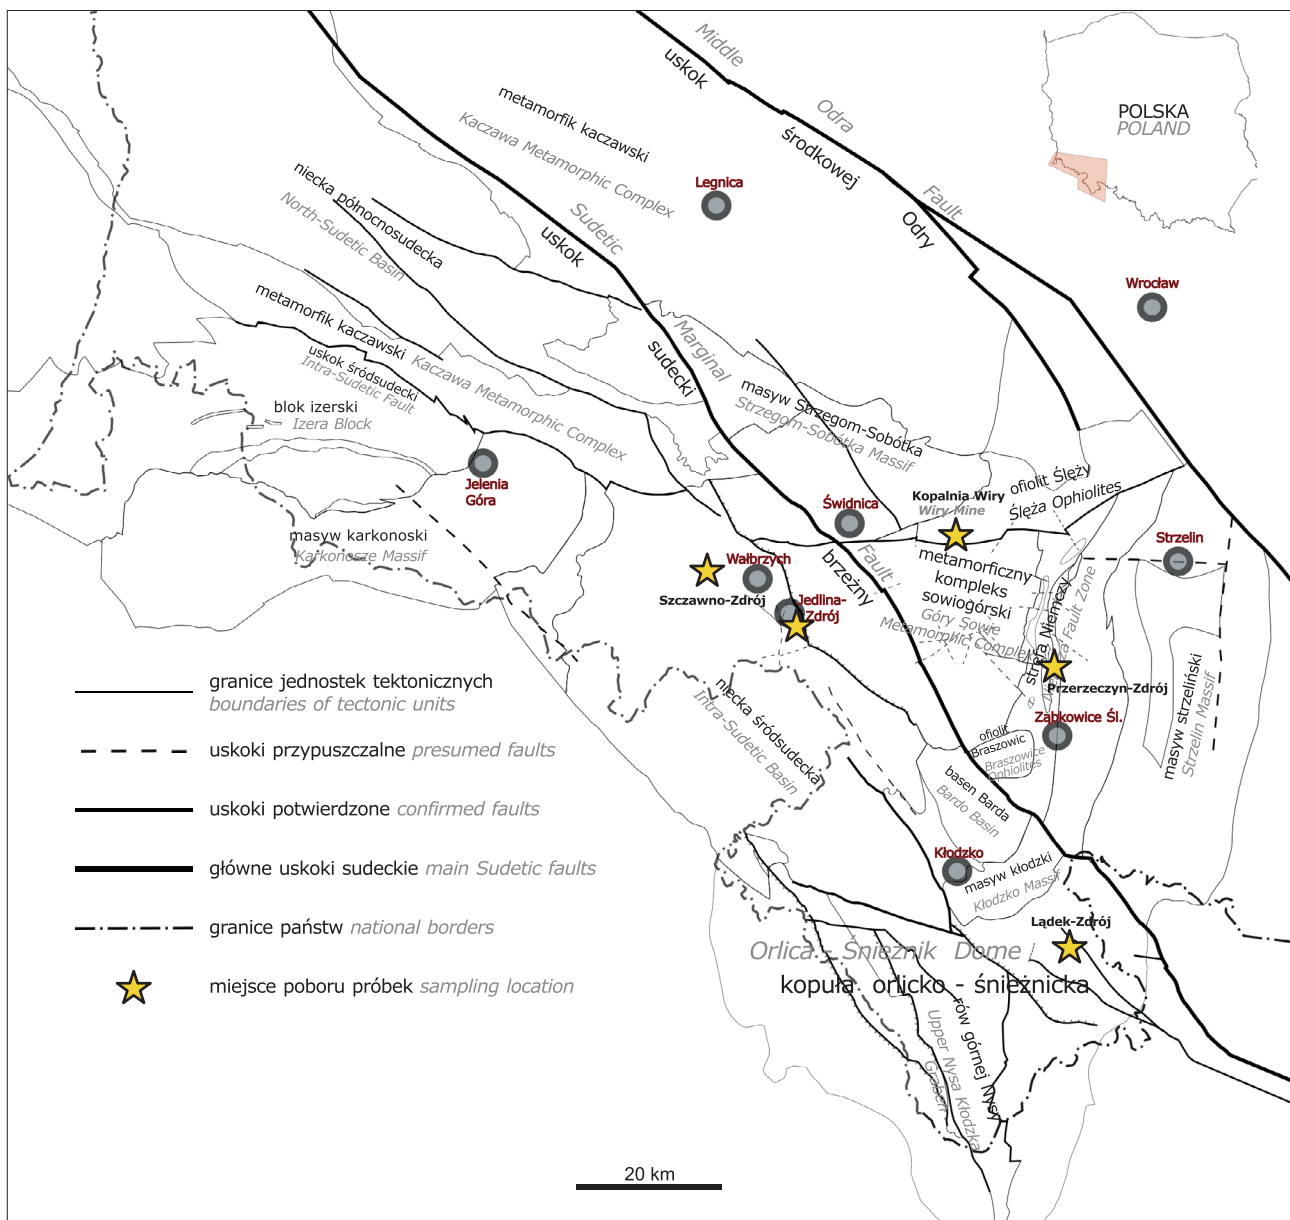 Middle
uskok
Odra
środkowej
Fault
Odry
POLSKA
POLAND
metamorfik kaczawski
Kaczawa Metamorphic Complex
Legnica
niecka północnosudecka
North-Sudetic Basin
Sudetic
uskok
Wrocław
metamorfik kaczawski
Kaczawa Metamorphic Complex
Marginal
sudecki
uskok śródsudecki
Intra-Sudetic Fault
masyw Strzegom-Sobótka
Strzegom-Sobótka Massif
blok izerski
Izera Block
Jelenia
Góra
Świdnica
Kopalnia Wiry
Wiry Mine
ofiolit Ślęży
Ślęża Ophiolites
masyw karkonoski
Karkonosze Massif
Strzelin
Wałbrzych
Fault
brzeżny
metamorficzny
kompleks
sowiogórski
Góry Sowie
Metamorphic Complex
Szczawno-Zdrój
Jedlina-
Zdrój
strefa Niemczy
Fault Zone
Przerzeczyn-Zdrój
Ząbkowice Śl.
masyw strzeliński
Strzelin Massif
niecka śródsudecka
Intra-Sudetic Basin
ofiolit
Braszowic
Braszowice
Ophiolites
basen Barda
Bardo Basin
Kłodzko
masyw kłodzki
Kłodzko Massif
Lądek-Zdrój
Orlica - Śnieżnik Dome
kopuła orlicko - śnieżnicka
rów górnej Nysy
Upper Nysa Kłodzka
Graben
granice jednostek tektonicznych
boundaries of tectonic units
uskoki przypuszczalne presumed faults
uskoki potwierdzone confirmed faults
główne uskoki sudeckie main Sudetic faults
granice państw national borders
miejsce poboru próbek sampling location
20 km